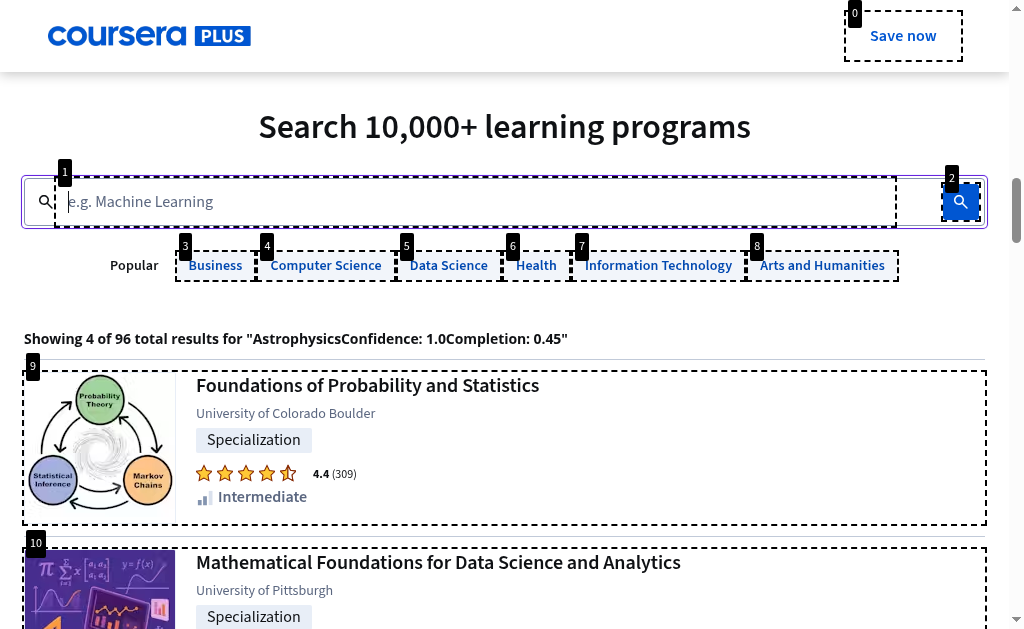 coursera PLUS
0
Save now
Search 10,000+ learning programs
1
e.g. Machine Learning
2
Popular
3
Business
4
Computer Science
5
Data Science
6
Health
7
Information Technology
8
Arts and Humanities
Showing 4 of 96 total results for "AstrophysicsConfidence: 1.0Completion: 0.45"
9
Probability
Theory
Statistical
Inference
Markov
Chains
Foundations of Probability and Statistics
University of Colorado Boulder
Specialization
4.4 (309)
Intermediate
10
Mathematical Foundations for Data Science and Analytics
University of Pittsburgh
Specialization